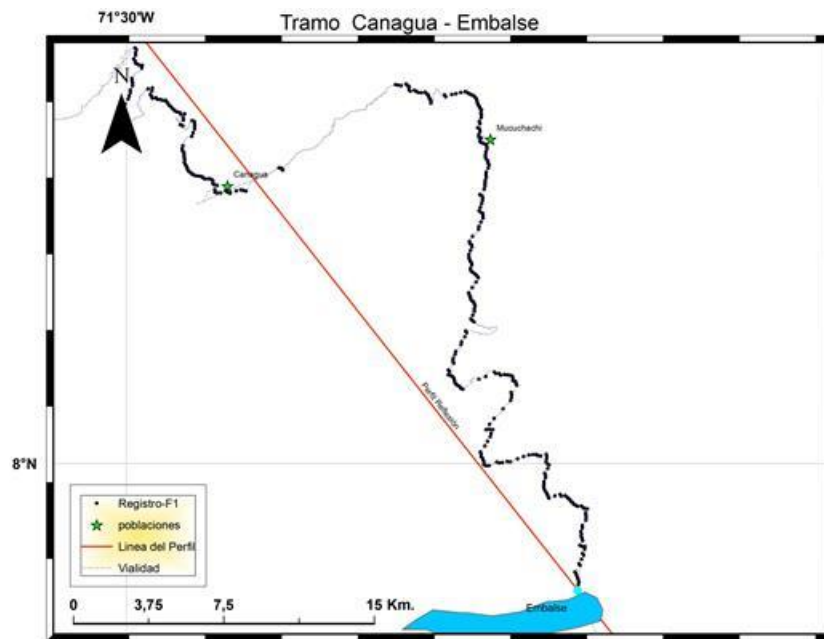 Tramo Canagua - Embalse
71°30"W
N
Mucuchachi
Canagua
Perfil Reflexión
8°N
Registro-F1
poblaciones
Linea del Perfil
Vialidad
Embalse
0 3,75 7,5 15 Km.